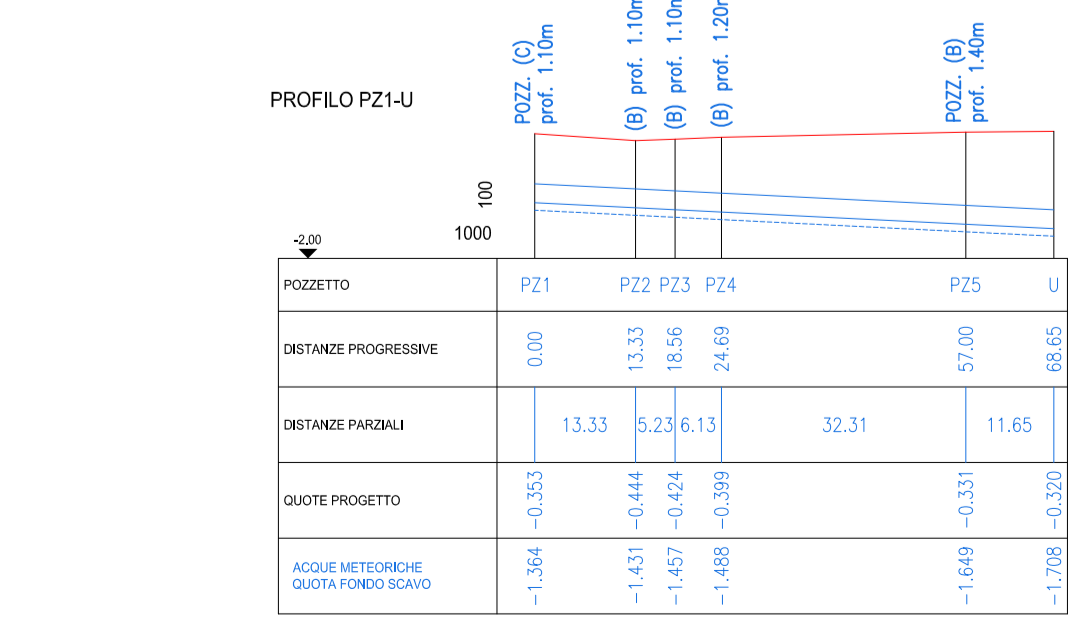 PROFILO PZ1-U
POZZ. (C)
prof. 1.10m
(B) prof. 1.10m
(B) prof. 1.10m
(B) prof. 1.20m
POZZ. (B)
prof. 1.40m
100
1000
-2.00
POZZETTO PZ1 PZ2 PZ3 PZ4 PZ5 U
DISTANZE PROGRESSIVE 0.00 13.33 18.56 24.69 57.00 68.65
DISTANZE PARZIALI 13.33 5.23 6.13 32.31 11.65
QUOTE PROGETTO -0.353 -0.444 -0.424 -0.399 -0.331 -0.320
ACQUE METEORICHE
QUOTA FONDO SCAVO -1.364 -1.431 -1.457 -1.488 -1.649 -1.708